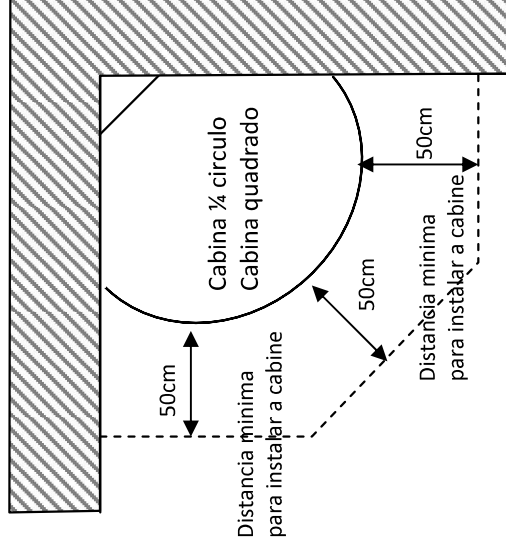 Cabina ¼ circulo
Cabina quadrado
50cm
50cm
50cm
Distancia minima
para instalar a cabine
Distancia minima
para instalar a cabine